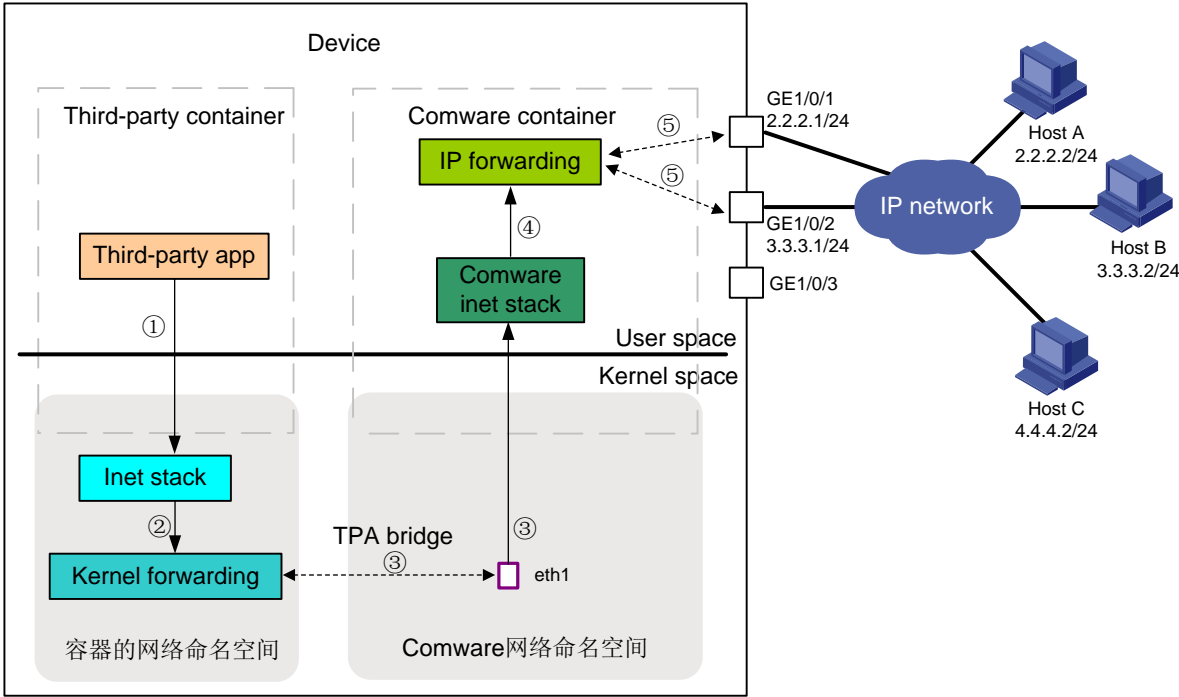 Device
Third-party container
Comware container
IP forwarding
⑤
⑤
④
Third-party app
Comware
inet stack
①
User space
Kernel space
Inet stack
②
Kernel forwarding
TPA bridge
③
③
eth1
容器的网络命名空间
Comware网络命名空间
GE1/0/1
2.2.2.1/24
GE1/0/2
3.3.3.1/24
GE1/0/3
IP network
Host A
2.2.2.2/24
Host B
3.3.3.2/24
Host C
4.4.4.2/24